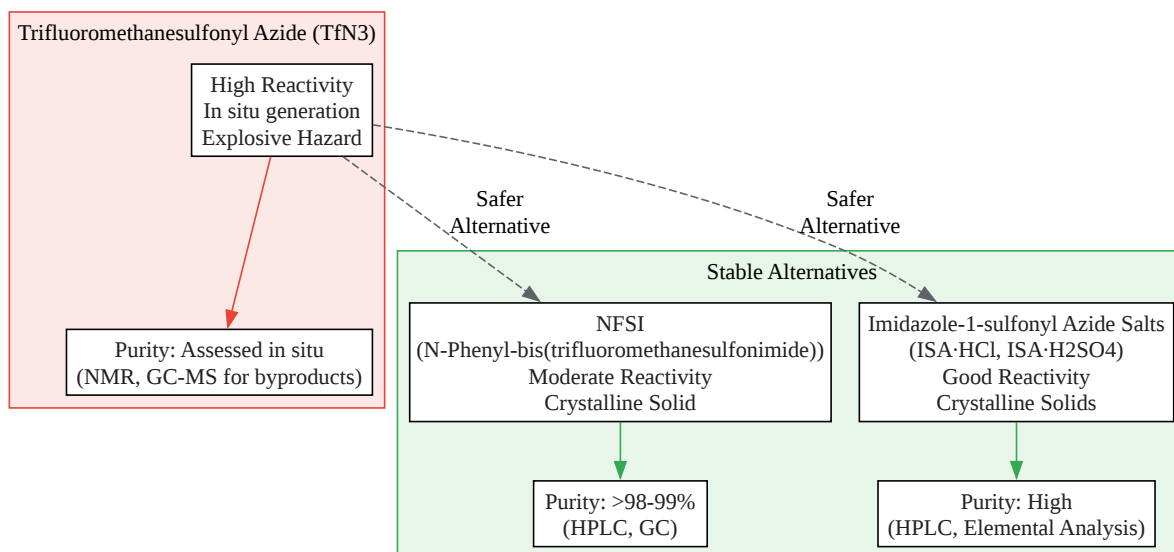 Trifluoromethanesulfonyl Azide (TfN3)
High Reactivity
In situ generation
Explosive Hazard
Safer
Alternative
Safer
Alternative
Purity: Assessed in situ
(NMR, GC-MS for byproducts)
Stable Alternatives
NFSI
(N-Phenyl-bis(trifluoromethanesulfonimide))
Moderate Reactivity
Crystalline Solid
Imidazole-1-sulfonyl Azide Salts
(ISA·HCl, ISA·H2SO4)
Good Reactivity
Crystalline Solids
Purity: >98-99%
(HPLC, GC)
Purity: High
(HPLC, Elemental Analysis)